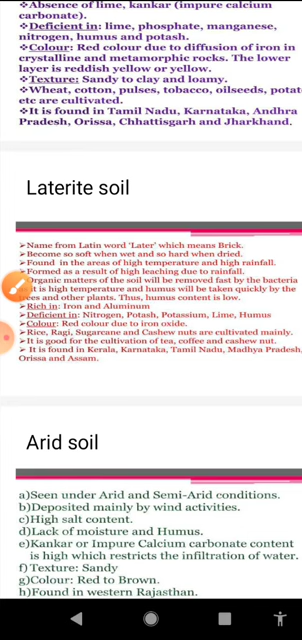 ❖Absence of lime, kankar (impure calcium
carbonate).
❖Deficient in: lime, phosphate, manganese,
nitrogen, humus and potash.
❖Colour: Red colour due to diffusion of iron in
crystalline and metamorphic rocks. The lower
layer is reddish yellow or yellow.
❖Texture: Sandy to clay and loamy.
❖Wheat, cotton, pulses, tobacco, oilseeds, potat
etc are cultivated.
❖It is found in Tamil Nadu, Karnataka, Andhra
Pradesh, Orissa, Chhattisgarh and Jharkhand.
Laterite soil
➢Name from Latin word 'Later' which means Brick.
➢Become so soft when wet and so hard when dried.
➢Found in the areas of high temperature and high rainfall.
➢Formed as a result of high leaching due to rainfall.
Organic matters of the soil will be removed fast by the bacteria
it is high temperature and humus will be taken quickly by the
trees and other plants. Thus, humus content is low.
➢Rich in: Iron and Aluminum
➢Deficient in: Nitrogen, Potash, Potassium, Lime, Humus
➢Colour: Red colour due to iron oxide.
➢Rice, Ragi, Sugarcane and Cashew nuts are cultivated mainly.
➢It is good for the cultivation of tea, coffee and cashew nut.
➢ It is found in Kerala, Karnataka, Tamil Nadu, Madhya Pradesh,
Orissa and Assam.
Arid soil
a)Seen under Arid and Semi-Arid conditions.
b)Deposited mainly by wind activities.
c)High salt content.
d)Lack of moisture and Humus.
e)Kankar or Impure Calcium carbonate content
is high which restricts the infiltration of water.
f)Texture: Sandy
g)Colour: Red to Brown.
h)Found in western Rajasthan.